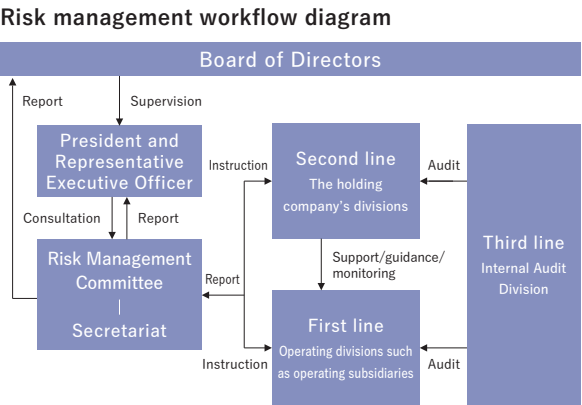 Risk management workflow diagram
Board of Directors
Report
Supervision
President and
Representative
Executive Officer
Consultation
Report
Risk Management
Committee
Secretariat
Instruction
Report
Instruction
Second line
The holding
company's divisions
Support/guidance/
monitoring
First line
Operating divisions such
as operating subsidiaries
Audit
Audit
Third line
Internal Audit
Division